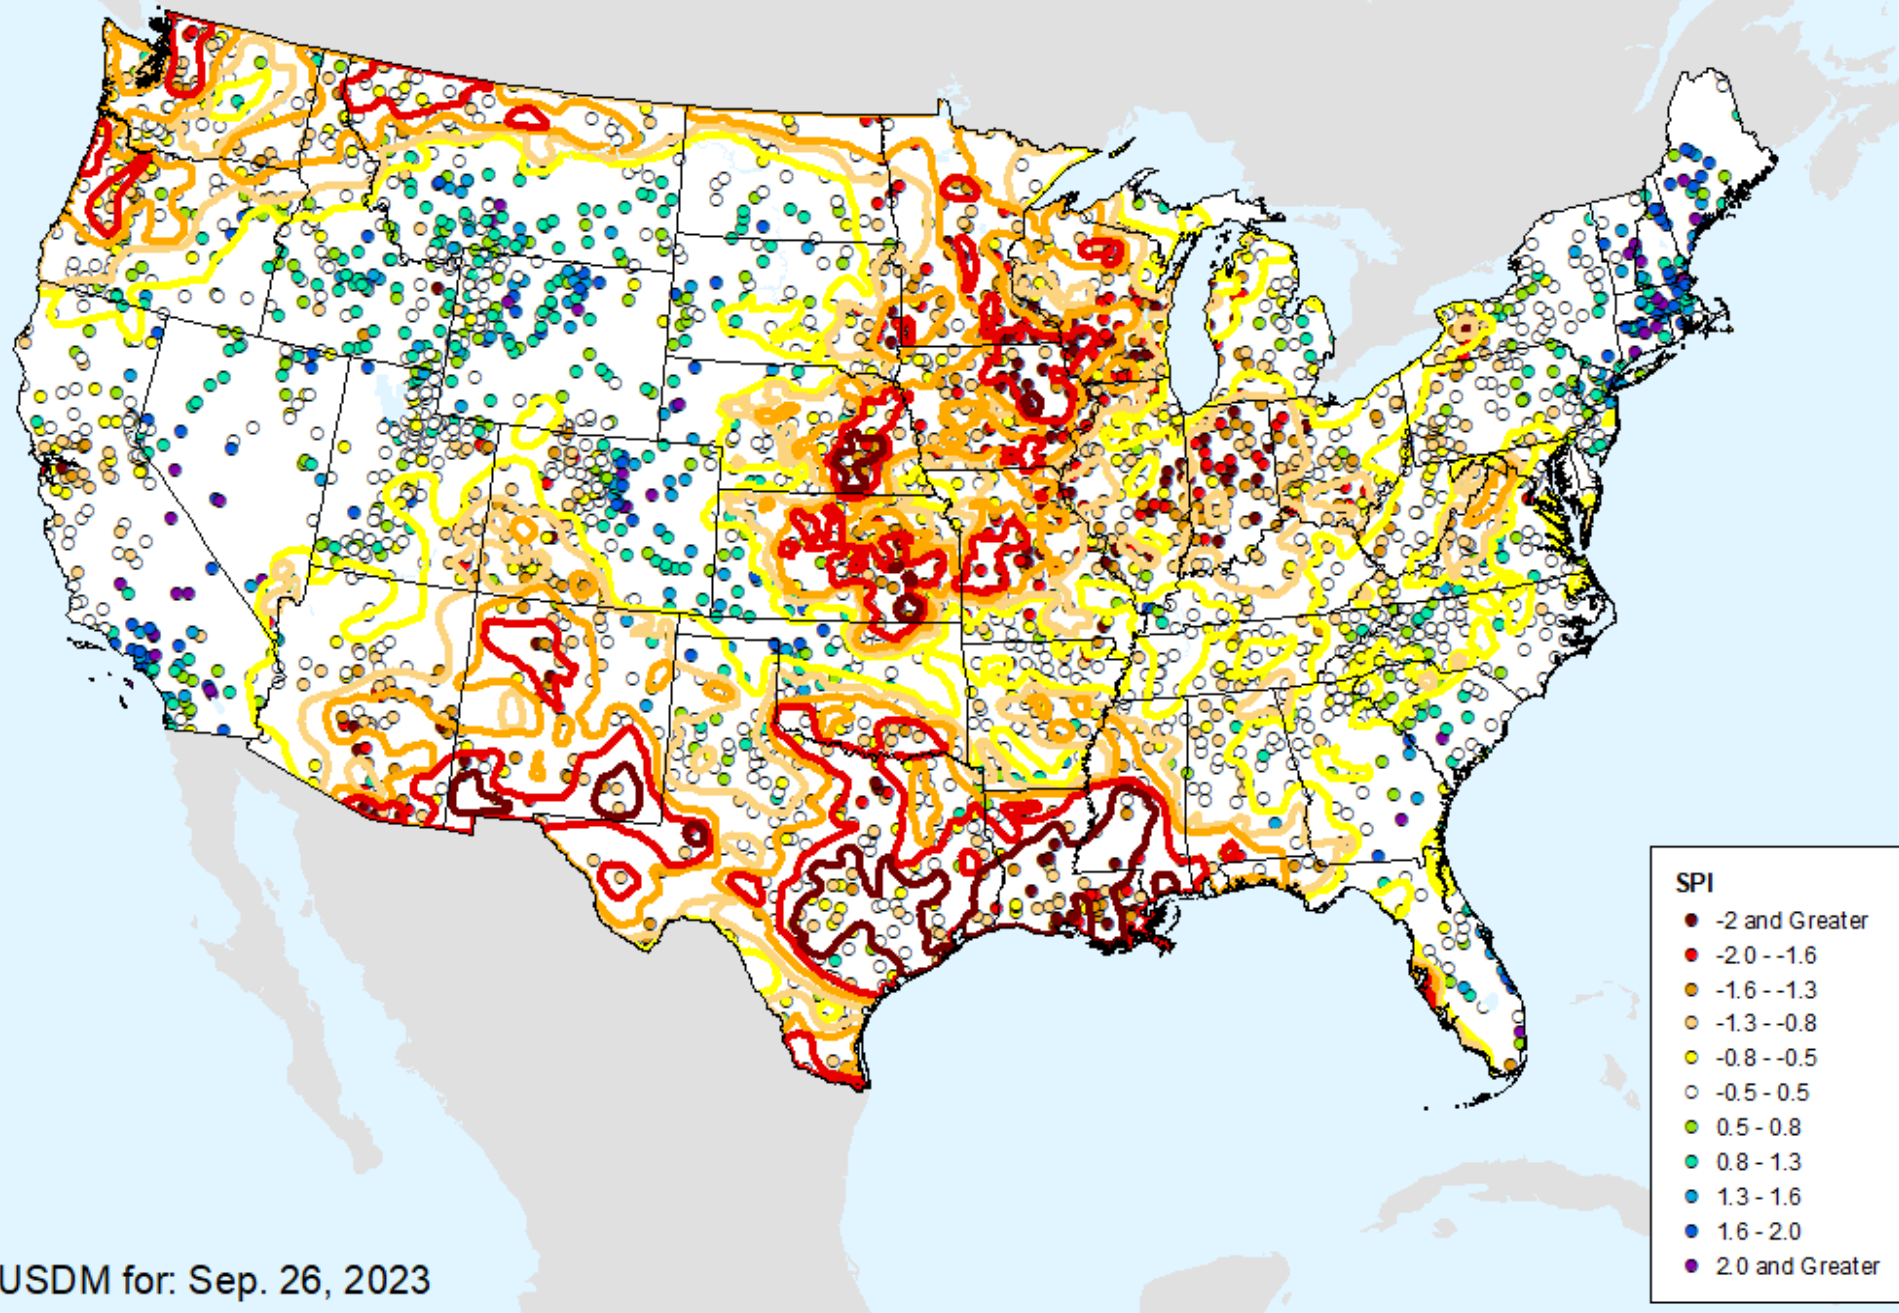 SPI
-2 and Greater
-2.0 - -1.6
-1.6 - -1.3
-1.3 - -0.8
-0.8 - -0.5
-0.5 - 0.5
0.5 - 0.8
0.8 - 1.3
1.3 - 1.6
1.6 - 2.0
2.0 and Greater
USDM for: Sep. 26, 2023